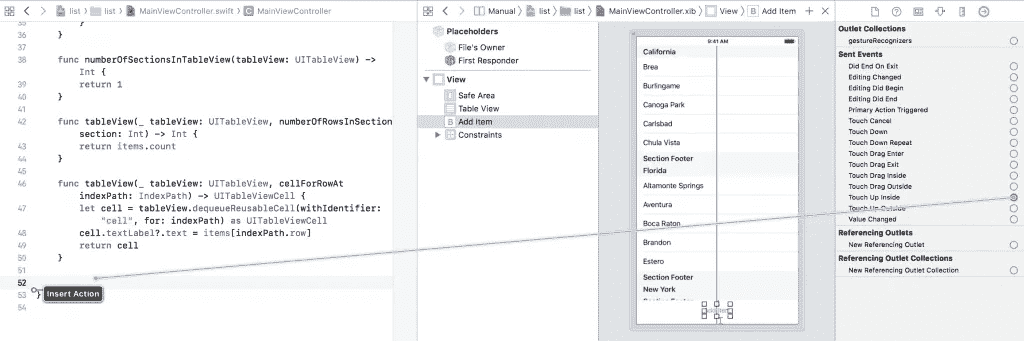 list
list
MainViewController.swift
MainViewController
Manual
list
list
MainViewController.xib
View
Add Item
35 }
36 }
37
38 func numberOfSectionsInTableView(tableView: UITableView) ->
Int {
39 return 1
40 }
41
42 func tableView(_ tableView: UITableView, numberOfRowsInSection
section: Int) -> Int {
43 return items.count
44 }
45
46 func tableView(_ tableView: UITableView, cellForRowAt
indexPath: IndexPath) -> UITableViewCell {
47 let cell = tableView.dequeueReusableCell(withIdentifier:
"cell", for: indexPath) as UITableViewCell
48 cell.textLabel?.text = items[indexPath.row]
49 return cell
50 }
51
52
53 }
54
Insert Action
Placeholders
File's Owner
First Responder
View
Safe Area
Table View
B Add Item
Constraints
9:41 AM
California
Brea
Burlingame
Canoga Park
Carlsbad
Chula Vista
Section Footer
Florida
Altamonte Springs
Aventura
Boca Raton
Brandon
Estero
Section Footer
New York
Section Footer
Outlet Collections
gestureRecognizers
Sent Events
Did End On Exit
Editing Changed
Editing Did Begin
Editing Did End
Primary Action Triggered
Touch Cancel
Touch Down
Touch Down Repeat
Touch Drag Enter
Touch Drag Exit
Touch Drag Inside
Touch Drag Outside
Touch Up Inside
Touch Up Outside
Value Changed
Referencing Outlets
New Referencing Outlet
Referencing Outlet Collections
New Referencing Outlet Collection